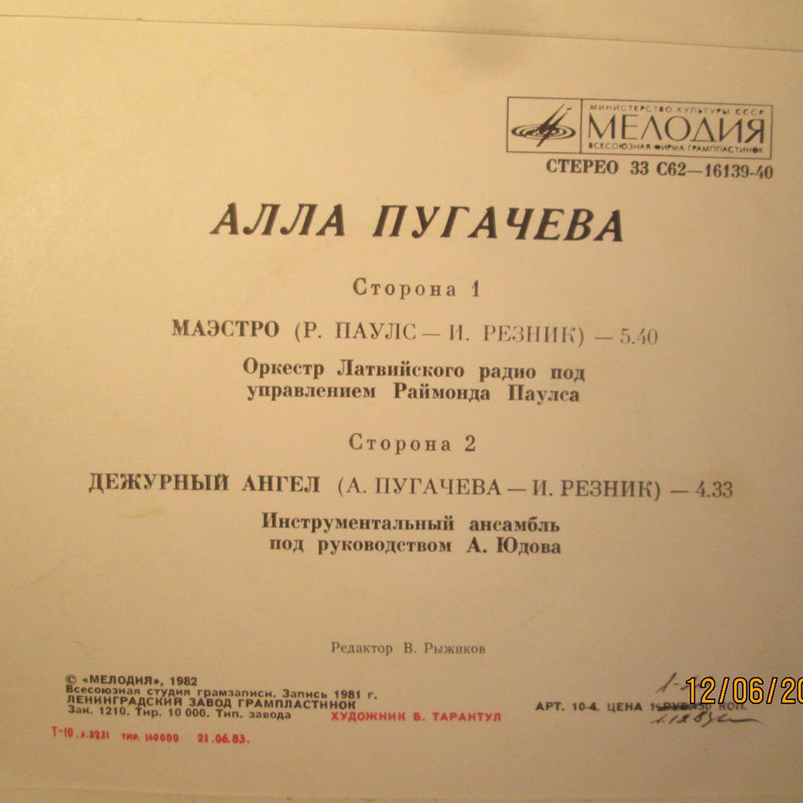 МИНИСТЕРСТВО КУЛЬТУРЫ СССР
МЕЛОДИЯ
ВСЕСОЮЗНАЯ ФИРМА ГРАМПЛАСТИНОК
СТЕРЕО 33 С62—16139-40
АЛЛА ПУГАЧЕВА
Сторона 1
МАЭСТРО (Р. ПАУЛС — И. РЕЗНИК) — 5.40
Оркестр Латвийского радио под
управлением Раймонда Паулса
Сторона 2
ДЕЖУРНЫЙ АНГЕЛ (А. ПУГАЧЕВА — И. РЕЗНИК) — 4.33
Инструментальный ансамбль
под руководством А. Юдова
Редактор В. Рыжиков
© «МЕЛОДИЯ», 1982
Всесоюзная студия грамзаписи. Запись 1981 г.
ЛЕНИНГРАДСКИЙ ЗАВОД ГРАМПЛАСТИНОК
Зак. 1210. Тир. 10 000. Тип. завода
ХУДОЖНИК Б. ТАРАНТУЛ
АРТ. 10-4. ЦЕНА КОП.
12/06/20
Т-10 тир. 140000 21.06.83.